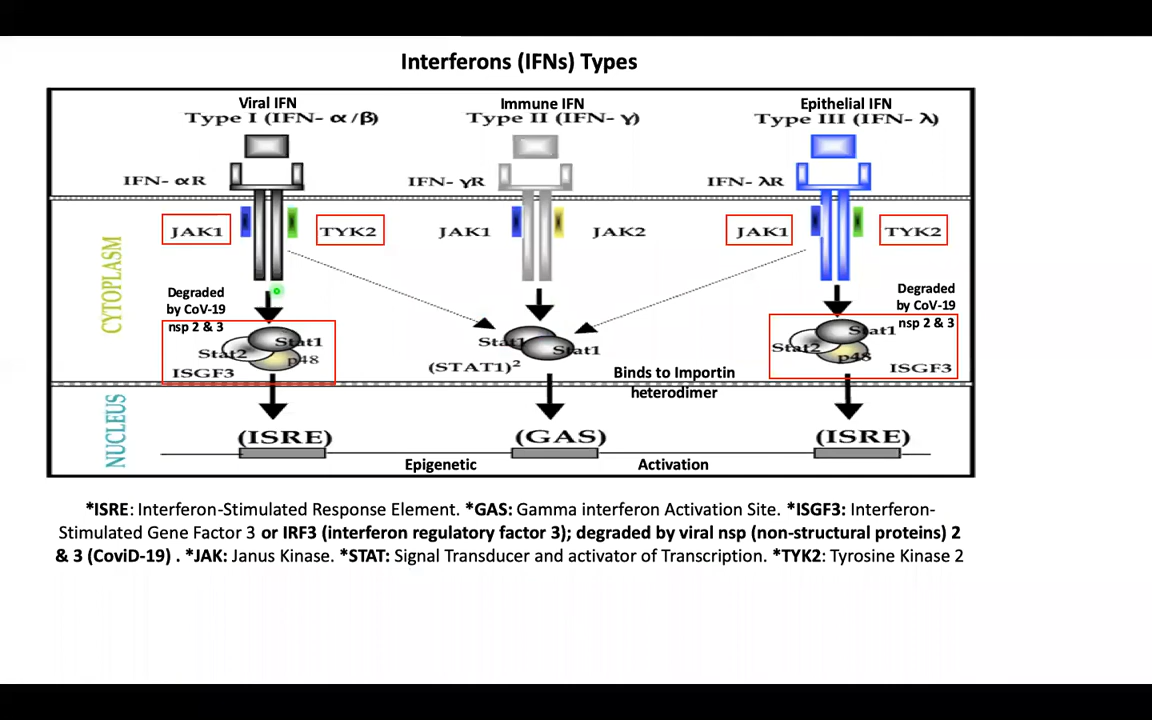 Interferons (IFNs) Types
Viral IFN
Type I (IFN- α/β)
Immune IFN
Type II (IFN- γ)
Epithelial IFN
Type III (IFN- λ)
IFN- αR
IFN- γR
IFN- λR
CYTOPLASM
JAK1
TYK2
JAK1
JAK2
JAK1
TYK2
Degraded
by CoV-19
nsp 2 & 3
Degraded
by CoV-19
nsp 2 & 3
Stat1
Stat2
p48
ISGF3
Stat1
Stat1
(STAT1)²
Stat1
Stat2
p48
ISGF3
Binds to Importin
heterodimer
NUCLEUS
(ISRE)
(GAS)
(ISRE)
Epigenetic
Activation
*ISRE: Interferon-Stimulated Response Element. *GAS: Gamma interferon Activation Site. *ISGF3: Interferon-
Stimulated Gene Factor 3 or IRF3 (interferon regulatory factor 3); degraded by viral nsp (non-structural proteins) 2
& 3 (CoviD-19) . *JAK: Janus Kinase. *STAT: Signal Transducer and activator of Transcription. *TYK2: Tyrosine Kinase 2